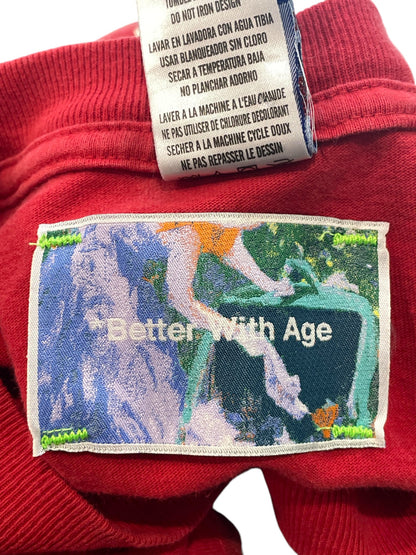 DO NOT IRON DESIGN
LAVAR EN LAVADORA CON AGUA TIBIA
USAR BLANQUEADOR SIN CLORO
SECAR A TEMPERATURA BAJA
NO PLANCHAR ADORNO
LAVER A LA MACHINE A L'EAU CHAUDE
NE PAS UTILISER DE CHLORURE DECOLORANT
SECHER A LA MACHINE CYCLE DOUX
NE PAS REPASSER LE DESSIN
*Better With Age